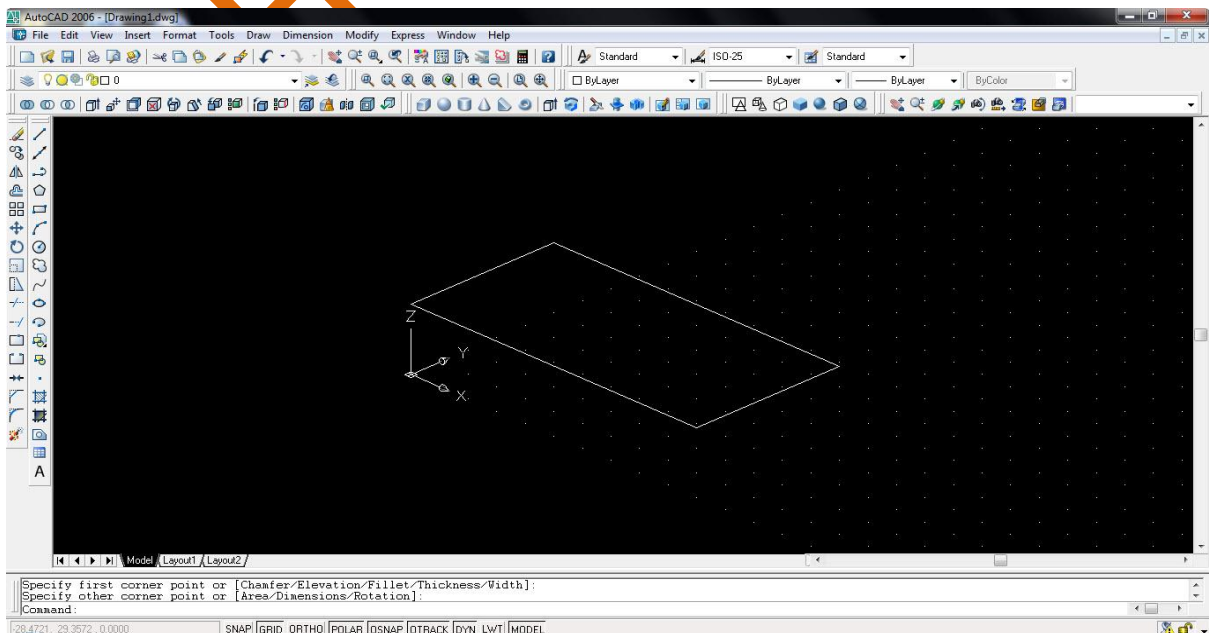 AutoCAD 2006 - [Drawing1.dwg]
File Edit View Insert Format Tools Draw Dimension Modify Express Window Help
Standard ISO-25 Standard
0 ByLayer ByLayer ByLayer ByColor
Z
Y
X
A
Model Layout1 Layout2
Specify first corner point or [Chamfer/Elevation/Fillet/Thickness/Width]:
Specify other corner point or [Area/Dimensions/Rotation]:
Command:
-28.4721, 29.3572, 0.0000 SNAP GRID ORTHO POLAR OSNAP OTRACK DYN LWT MODEL